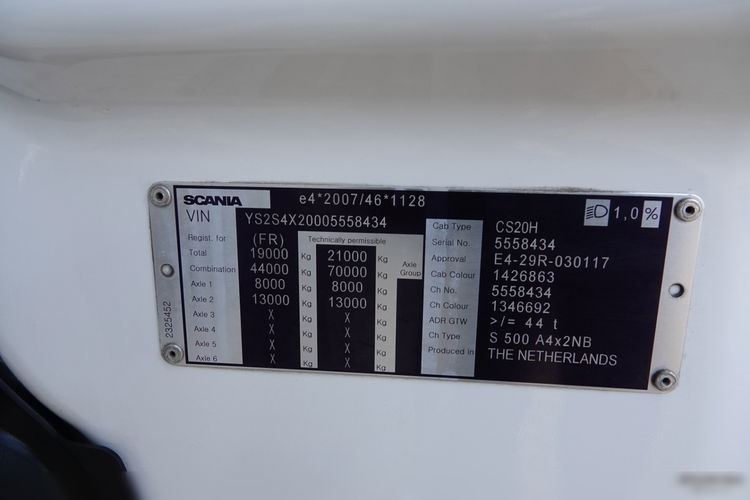 SCANIA e4*2007/46*1128
VIN YS2S4X20005558434
Regist. for (FR) Technically permissible
Total 19000 Kg 21000 Kg Axle Group
Combination 44000 Kg 70000 Kg
Axle 1 8000 Kg 8000 Kg
Axle 2 13000 Kg 13000 Kg
Axle 3 X Kg X Kg
Axle 4 X Kg X Kg
Axle 5 X Kg X Kg
Axle 6 X Kg X Kg
2325452
1,0 %
Cab Type CS20H
Serial No. 5558434
Approval E4-29R-030117
Cab Colour 1426863
Ch No. 5558434
Ch Colour 1346692
ADR GTW >/= 44 t
Ch Type S 500 A4x2NB
Produced in THE NETHERLANDS